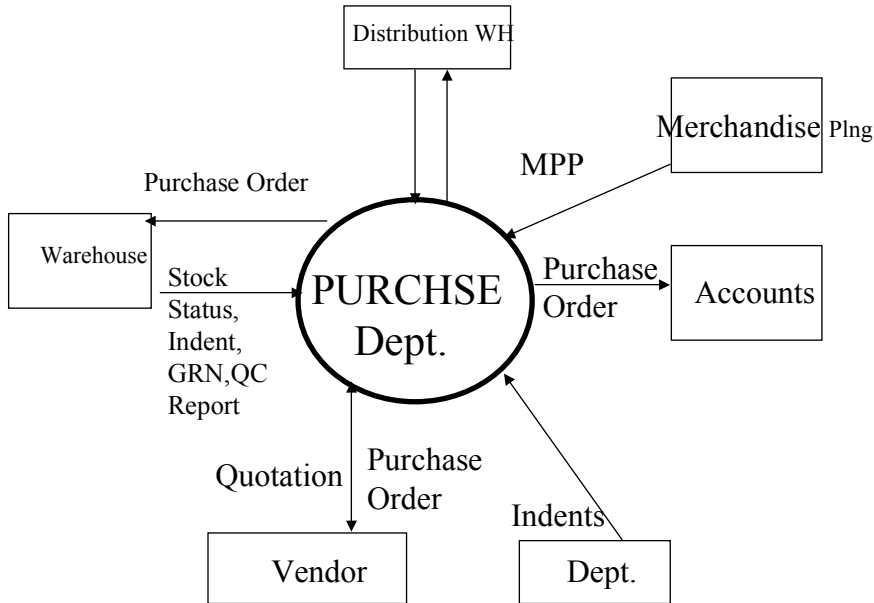 Distribution WH
Merchandise Plng
MPP
Purchase Order
Warehouse
Stock
Status,
Indent,
GRN,QC
Report
PURCHSE
Dept.
Purchase
Order
Accounts
Quotation
Purchase
Order
Indents
Vendor
Dept.